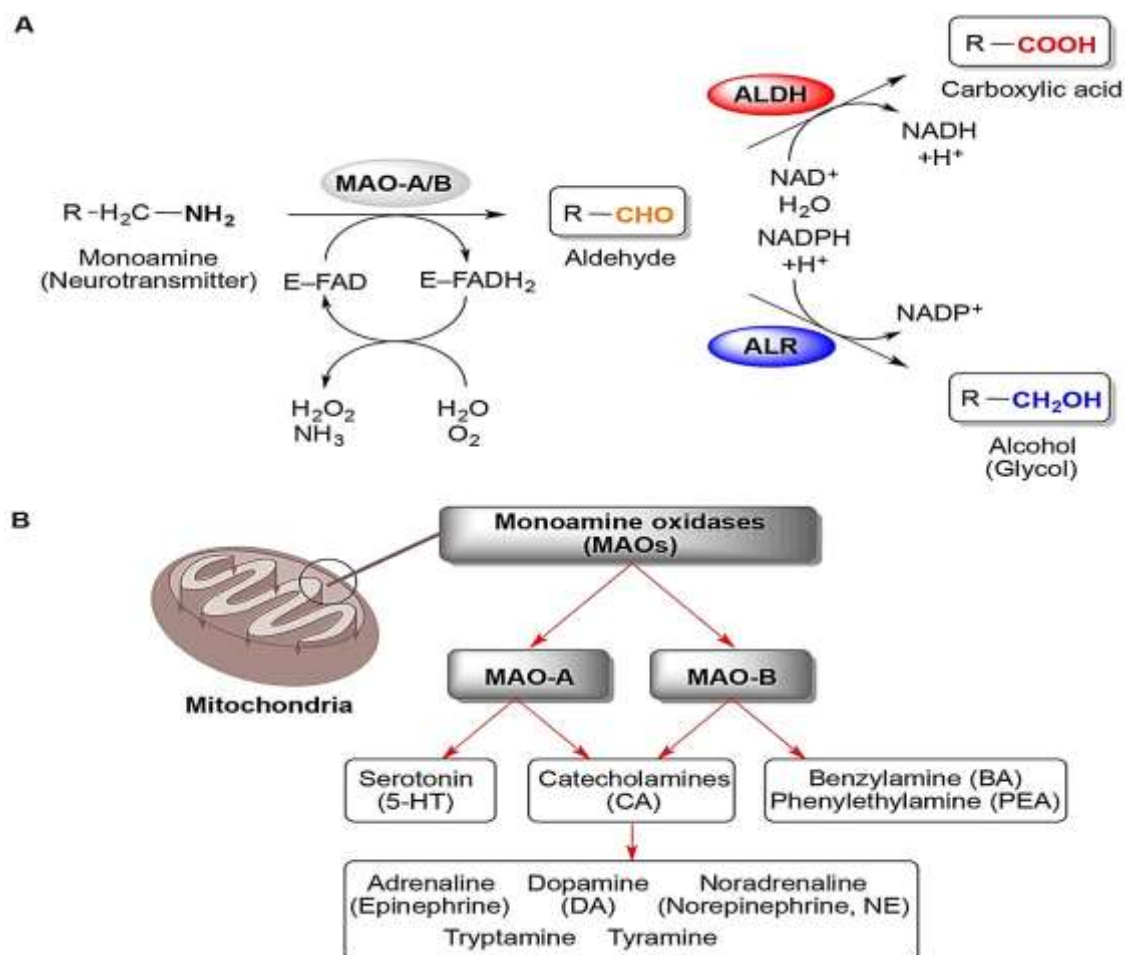 A
R-H₂C—NH₂
Monoamine
(Neurotransmitter)
MAO-A/B
E–FAD
E–FADH₂
H₂O₂
NH₃
H₂O
O₂
R—CHO
Aldehyde
ALDH
NAD⁺
H₂O
NADH
+H⁺
R—COOH
Carboxylic acid
NADPH
+H⁺
NADP⁺
ALR
R—CH₂OH
Alcohol
(Glycol)
B
Monoamine oxidases
(MAOs)
Mitochondria
MAO-A
MAO-B
Serotonin
(5-HT)
Catecholamines
(CA)
Benzylamine (BA)
Phenylethylamine (PEA)
Adrenaline
(Epinephrine)
Dopamine
(DA)
Noradrenaline
(Norepinephrine, NE)
Tryptamine
Tyramine